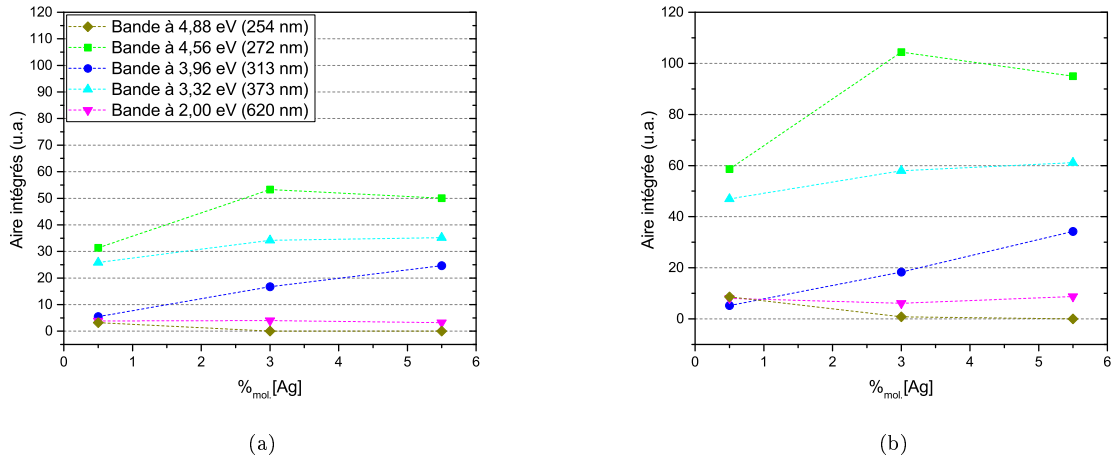 120
110
100
90
80
70
60
50
40
30
20
10
0
Aire intégrés (u.a.)
Bande à 4,88 eV (254 nm)
Bande à 4,56 eV (272 nm)
Bande à 3,96 eV (313 nm)
Bande à 3,32 eV (373 nm)
Bande à 2,00 eV (620 nm)
0 1 2 3 4 5 6
%mol.[Ag]
(a)
120
100
80
60
40
20
0
Aire intégrée (u.a.)
0 1 2 3 4 5 6
%mol.[Ag]
(b)